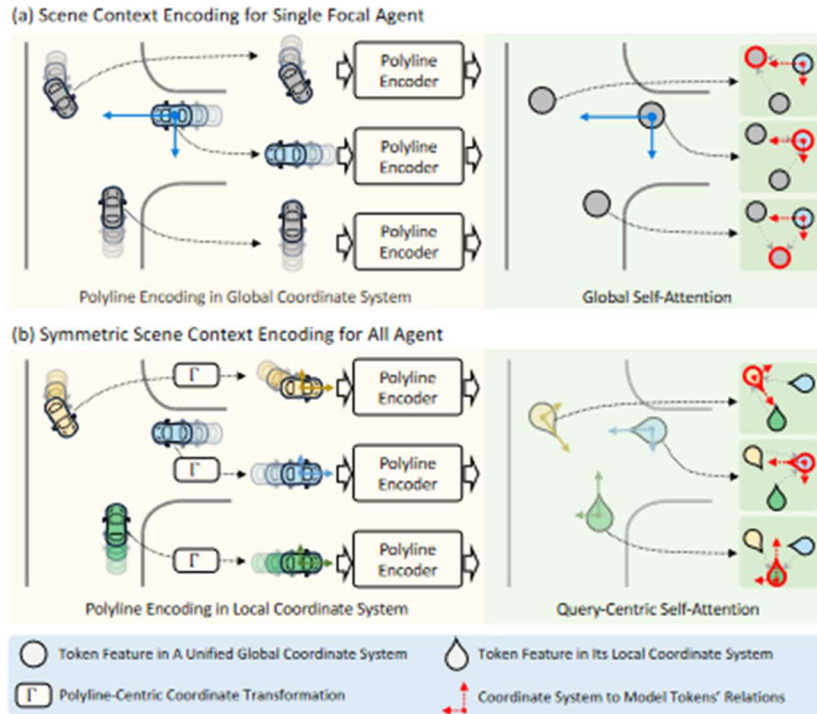 (a) Scene Context Encoding for Single Focal Agent
Polyline
Encoder
Polyline
Encoder
Polyline
Encoder
Polyline Encoding in Global Coordinate System
Global Self-Attention
(b) Symmetric Scene Context Encoding for All Agent
Γ
Polyline
Encoder
Γ
Polyline
Encoder
Γ
Polyline
Encoder
Polyline Encoding in Local Coordinate System
Query-Centric Self-Attention
Token Feature in A Unified Global Coordinate System
Token Feature in Its Local Coordinate System
Γ Polyline-Centric Coordinate Transformation
Coordinate System to Model Tokens' Relations